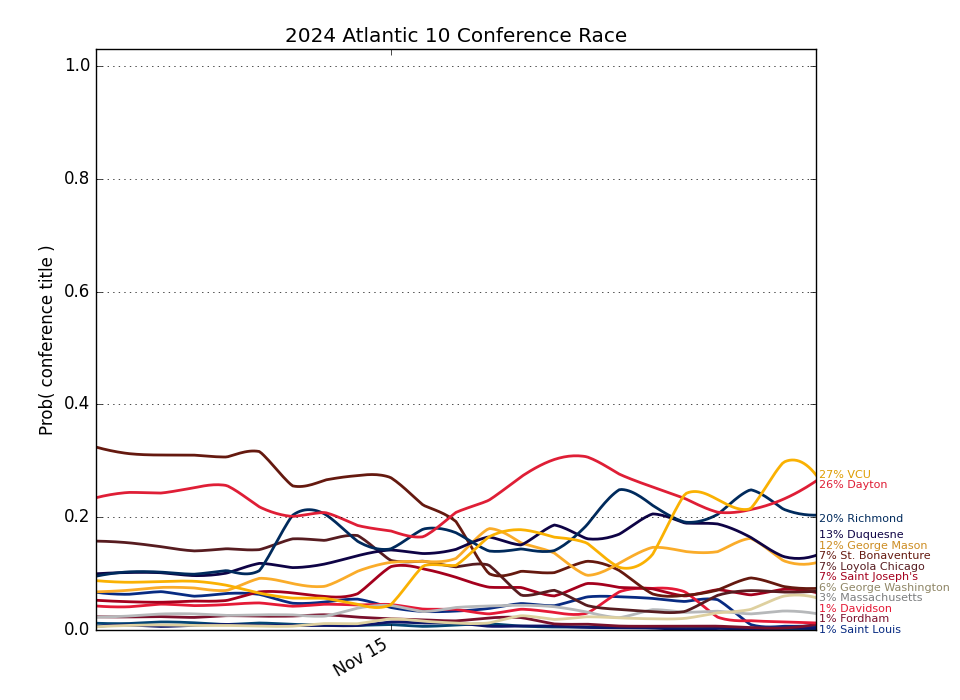 2024 Atlantic 10 Conference Race
Prob( conference title )
1.0
0.8
0.6
0.4
0.2
0.0
Nov 15
27% VCU
26% Dayton
20% Richmond
13% Duquesne
12% George Mason
7% St. Bonaventure
7% Loyola Chicago
7% Saint Joseph's
6% George Washington
3% Massachusetts
1% Davidson
1% Fordham
1% Saint Louis